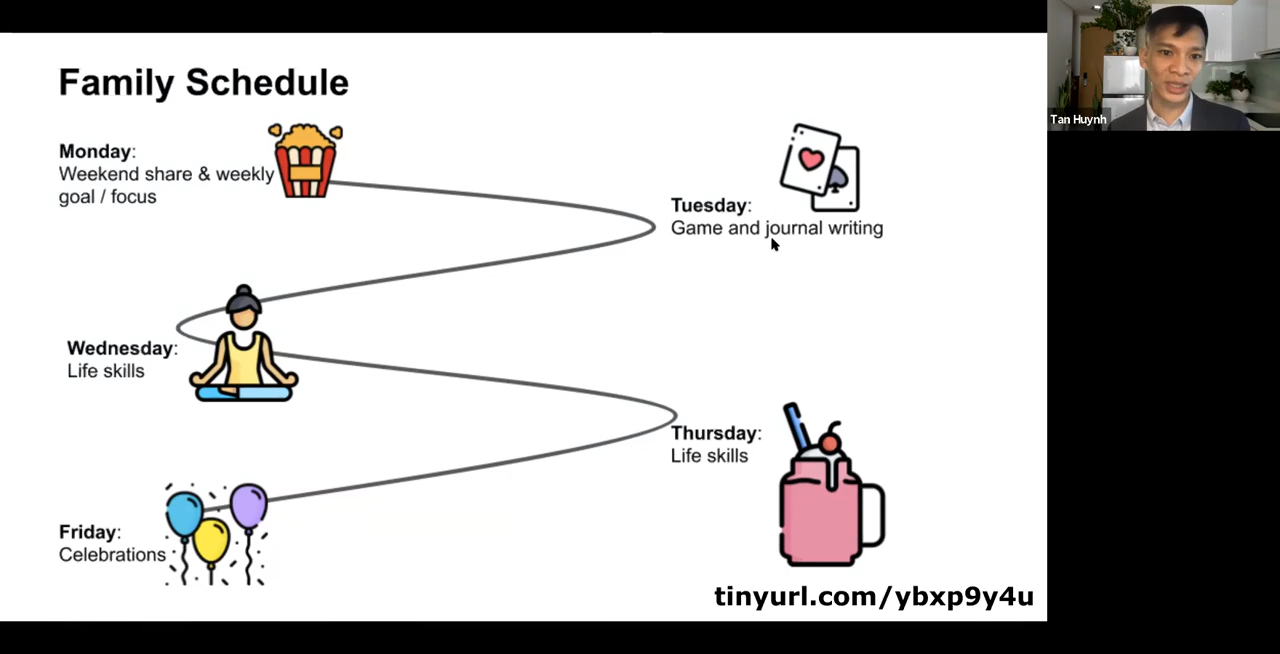 Family Schedule
Monday:
Weekend share & weekly
goal / focus
Tuesday:
Game and journal writing
Wednesday:
Life skills
Thursday:
Life skills
Friday:
Celebrations
tinyurl.com/ybxp9y4u
Tan Huynh